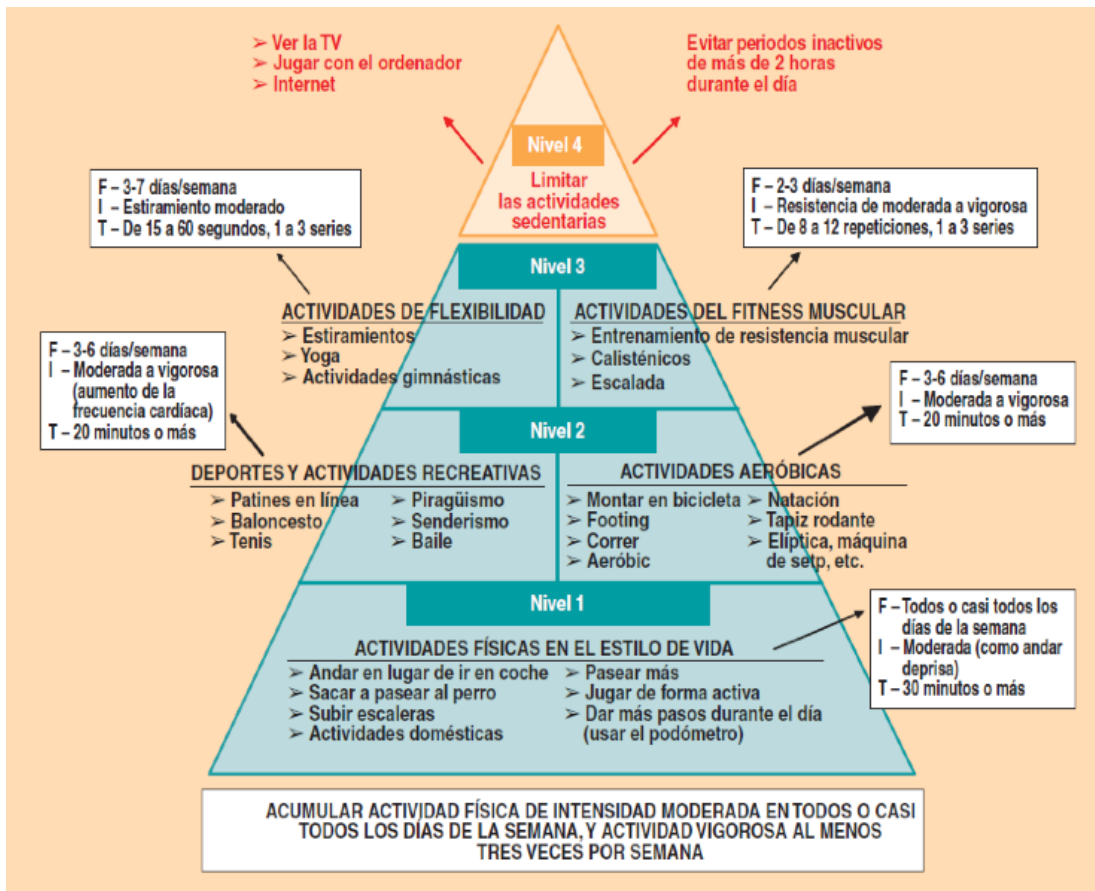 ➢ Ver la TV
➢ Jugar con el ordenador
➢ Internet
Evitar periodos inactivos
de más de 2 horas
durante el día
Nivel 4
Limitar
las actividades
sedentarias
F – 3-7 días/semana
I – Estiramiento moderado
T – De 15 a 60 segundos, 1 a 3 series
F – 2-3 días/semana
I – Resistencia de moderada a vigorosa
T – De 8 a 12 repeticiones, 1 a 3 series
Nivel 3
ACTIVIDADES DE FLEXIBILIDAD
➢ Estiramientos
➢ Yoga
➢ Actividades gimnásticas
ACTIVIDADES DEL FITNESS MUSCULAR
➢ Entrenamiento de resistencia muscular
➢ Calisténicos
➢ Escalada
F – 3-6 días/semana
I – Moderada a vigorosa
(aumento de la
frecuencia cardíaca)
T – 20 minutos o más
F – 3-6 días/semana
I – Moderada a vigorosa
T – 20 minutos o más
Nivel 2
DEPORTES Y ACTIVIDADES RECREATIVAS
➢ Patines en línea
➢ Baloncesto
➢ Tenis
➢ Piragüismo
➢ Senderismo
➢ Baile
ACTIVIDADES AERÓBICAS
➢ Montar en bicicleta
➢ Footing
➢ Correr
➢ Aeróbic
➢ Natación
➢ Tapiz rodante
➢ Elíptica, máquina
de setp, etc.
Nivel 1
ACTIVIDADES FÍSICAS EN EL ESTILO DE VIDA
➢ Andar en lugar de ir en coche
➢ Sacar a pasear al perro
➢ Subir escaleras
➢ Actividades domésticas
➢ Pasear más
➢ Jugar de forma activa
➢ Dar más pasos durante el día
(usar el podómetro)
F – Todos o casi todos los
días de la semana
I – Moderada (como andar
deprisa)
T – 30 minutos o más
ACUMULAR ACTIVIDAD FÍSICA DE INTENSIDAD MODERADA EN TODOS O CASI
TODOS LOS DÍAS DE LA SEMANA, Y ACTIVIDAD VIGOROSA AL MENOS
TRES VECES POR SEMANA